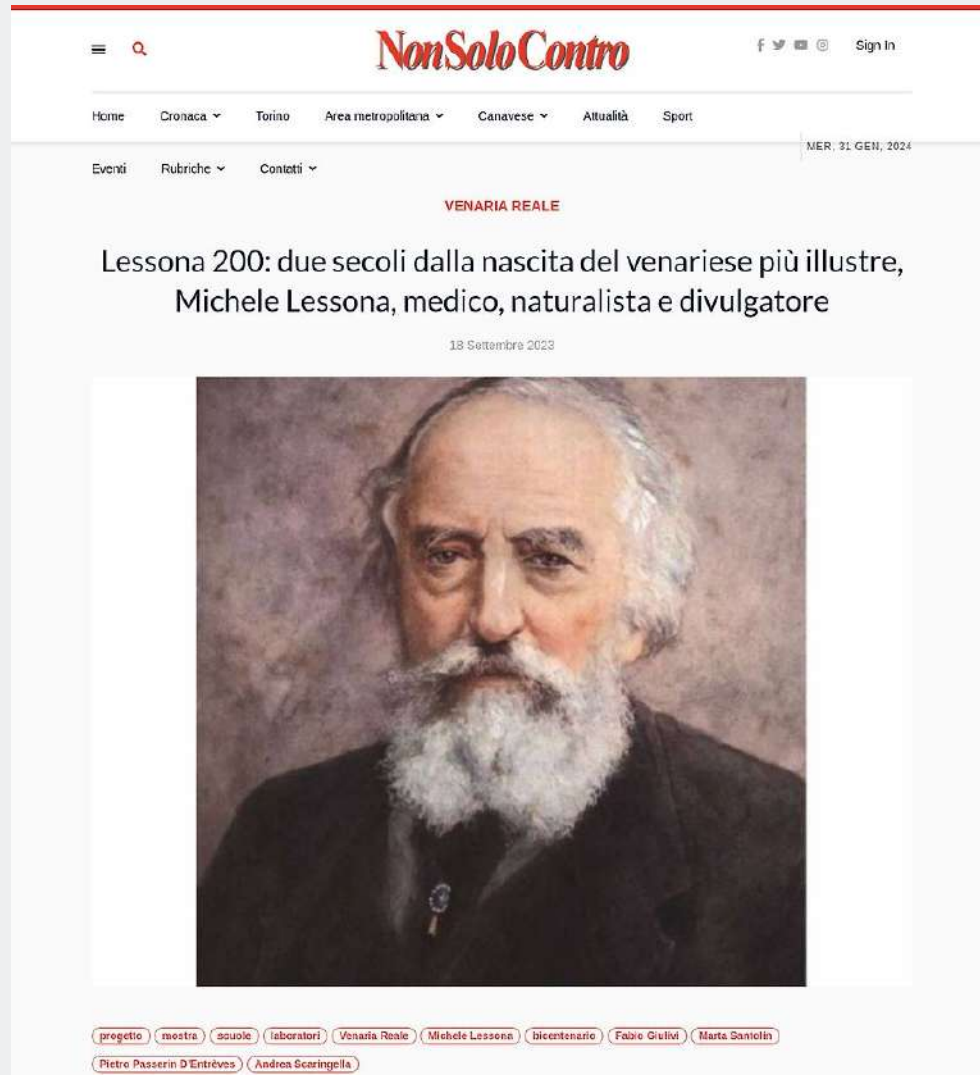 NonSoloContro
Sign In
Home Cronaca Torino Area metropolitana Canavese Attualità Sport
MER, 31 GEN, 2024
Eventi Rubriche Contatti
VENARIA REALE
Lessona 200: due secoli dalla nascita del venariese più illustre,
Michele Lessona, medico, naturalista e divulgatore
18 Settembre 2023
progetto mostra scuole laboratori Venaria Reale Michele Lessona bicentenario Fabio Giulivi Marta Santolin
Pietro Passerin D'Entrèves Andrea Scaringella